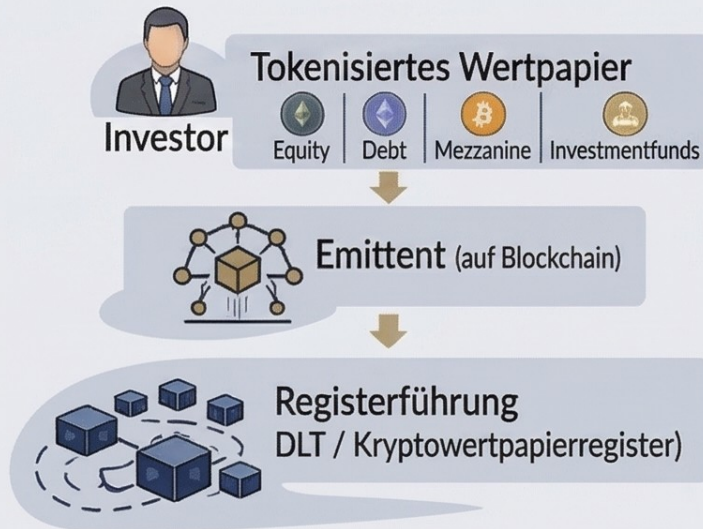 Tokenisiertes Wertpapier
Investor
Equity | Debt | Mezzanine | Investmentfunds
Emittent (auf Blockchain)
Registerführung
DLT / Kryptowertpapierregister)